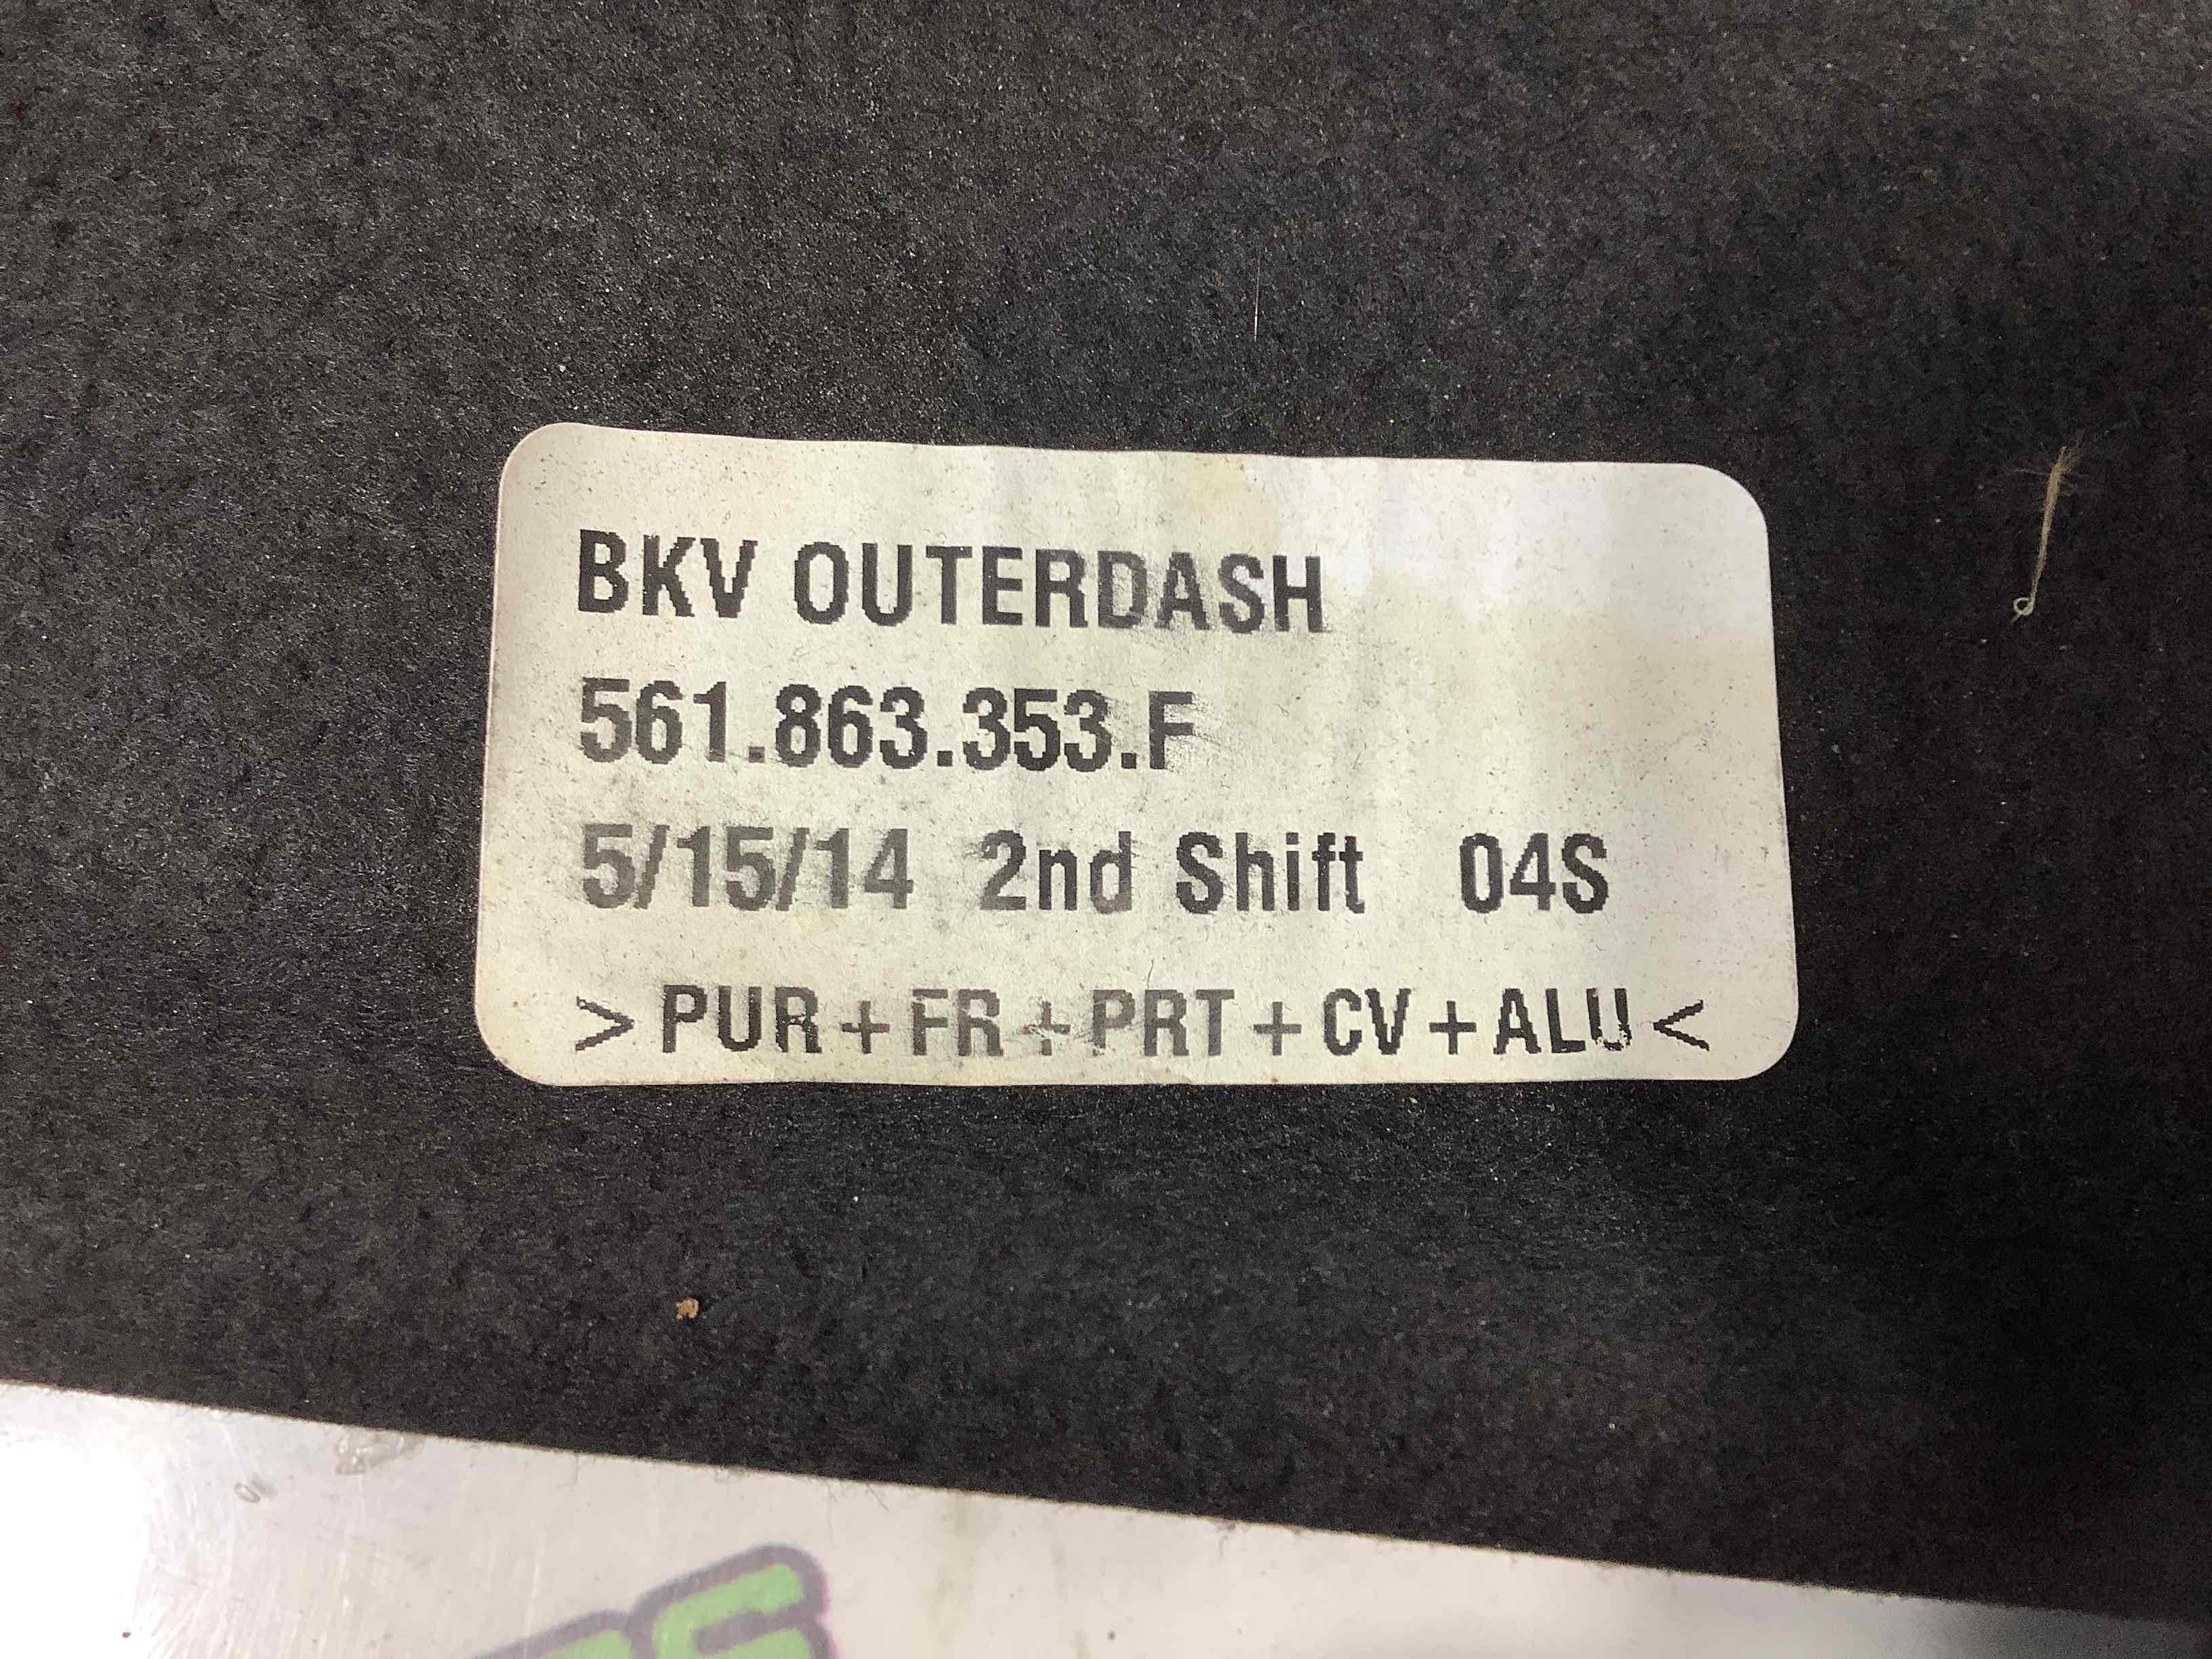 BKV OUTERDASH
561.863.353.F
5/15/14 2nd Shift 04S
>PUR+FR+PRT+CV+ALU<